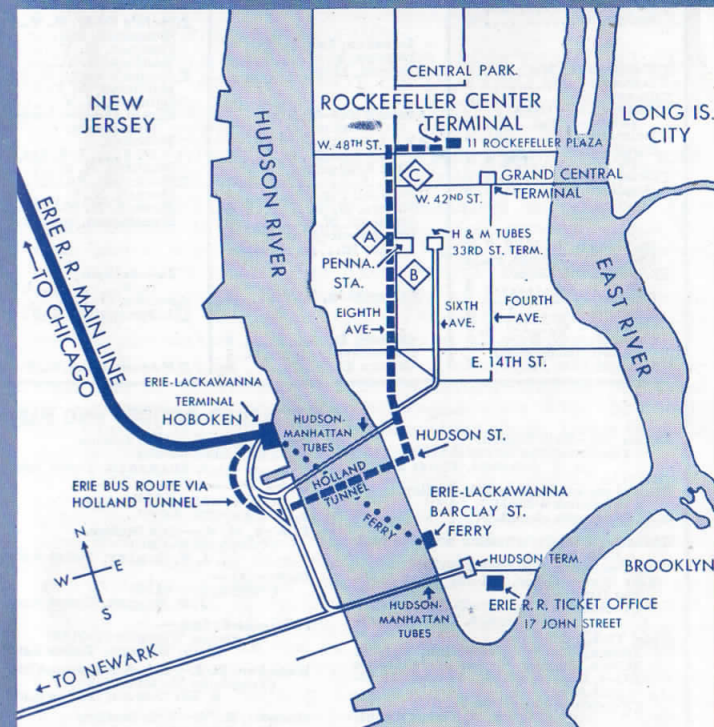 CENTRAL PARK.
NEW
JERSEY
HUDSON RIVER
ROCKEFELLER CENTER
TERMINAL
LONG IS.
CITY
W. 48TH ST.
11 ROCKEFELLER PLAZA
C
GRAND CENTRAL
TERMINAL
W. 42ND ST.
A
H & M TUBES
33RD ST. TERM.
PENNA.
STA.
B
EIGHTH
AVE.
SIXTH
AVE.
FOURTH
AVE.
EAST RIVER
ERIE R. R. MAIN LINE
TO CHICAGO
E. 14TH ST.
ERIE-LACKAWANNA
TERMINAL
HOBOKEN
HUDSON-
MANHATTAN
TUBES
HUDSON ST.
ERIE BUS ROUTE VIA
HOLLAND TUNNEL
HOLLAND
TUNNEL
FERRY
ERIE-LACKAWANNA
BARCLAY ST.
FERRY
N
W
E
S
HUDSON TERM.
BROOKLYN
HUDSON-
MANHATTAN
TUBES
ERIE R. R. TICKET OFFICE
17 JOHN STREET
TO NEWARK